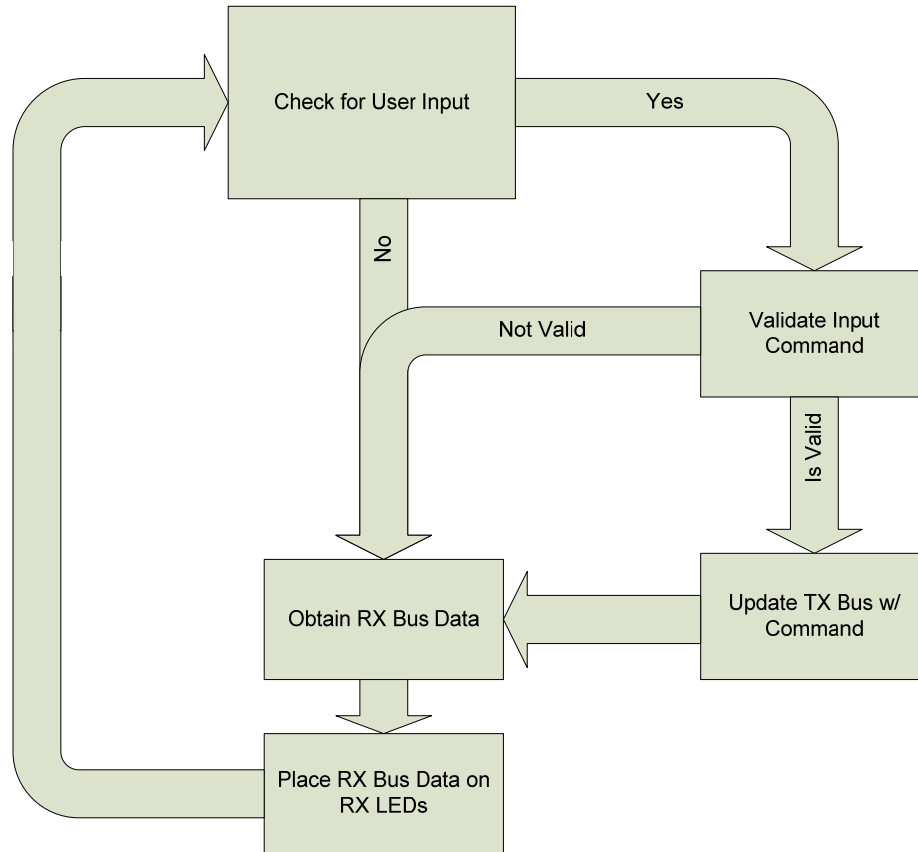 Check for User Input
Yes
No
Not Valid
Validate Input
Command
Is Valid
Obtain RX Bus Data
Update TX Bus w/
Command
Place RX Bus Data on
RX LEDs